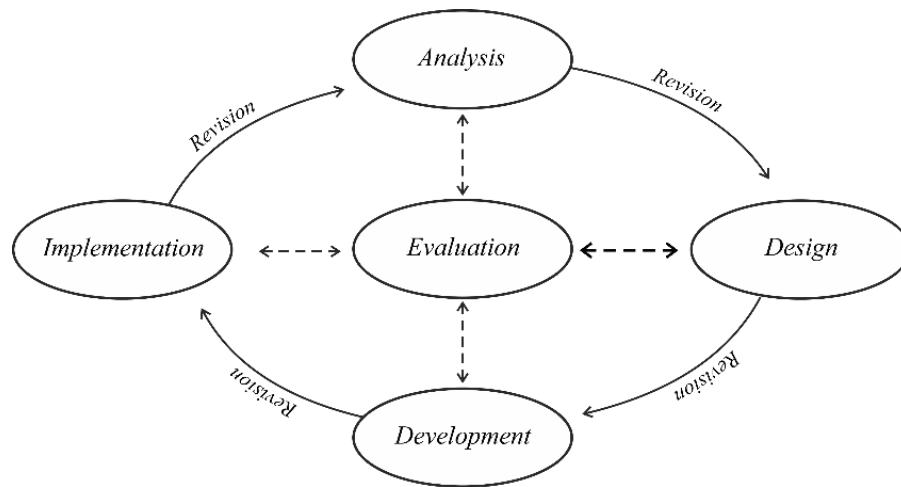 Analysis
Revision
Revision
Implementation
Evaluation
Design
Revision
Revision
Development